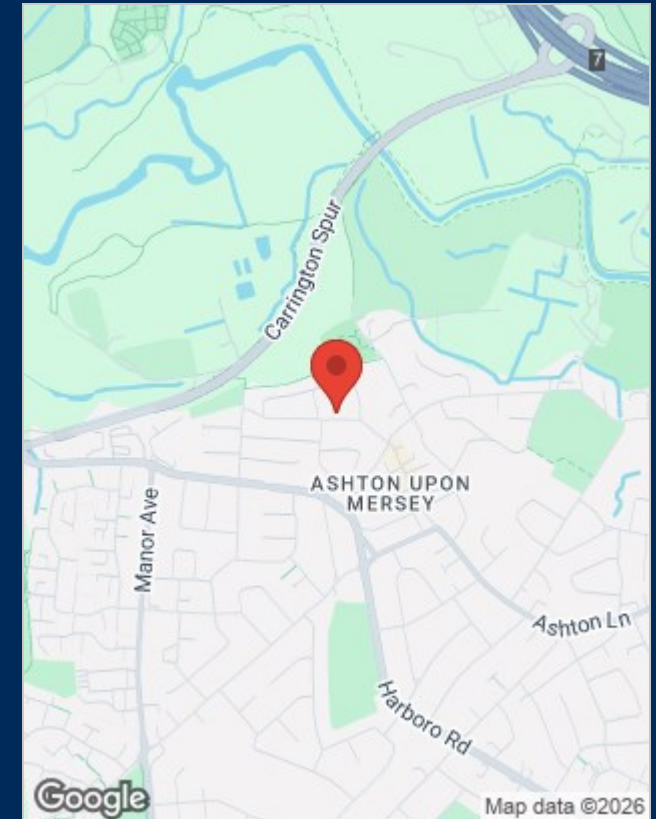 7
Carrington Spur
ASHTON UPON
MERSEY
Manor Ave
Ashton Ln
Harboro Rd
Google
Map data ©2026